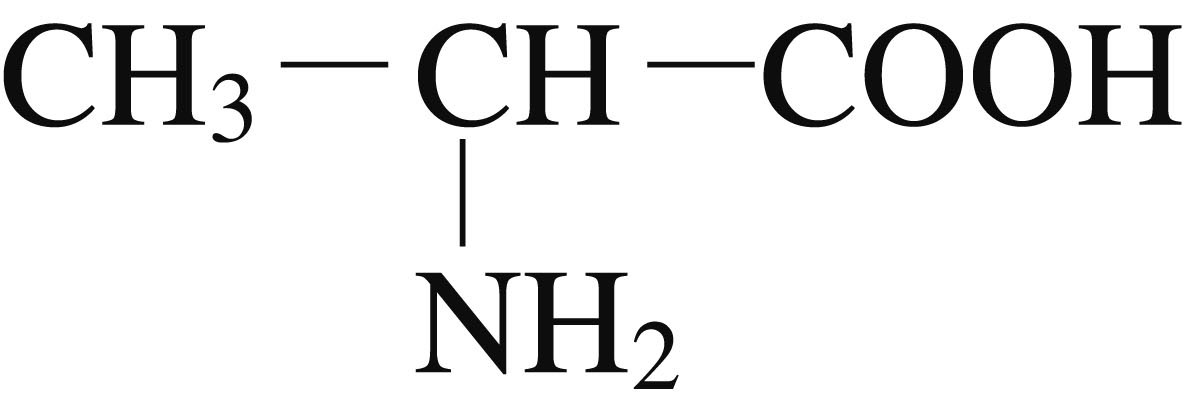 CH₃ — CH — COOH
|
NH₂